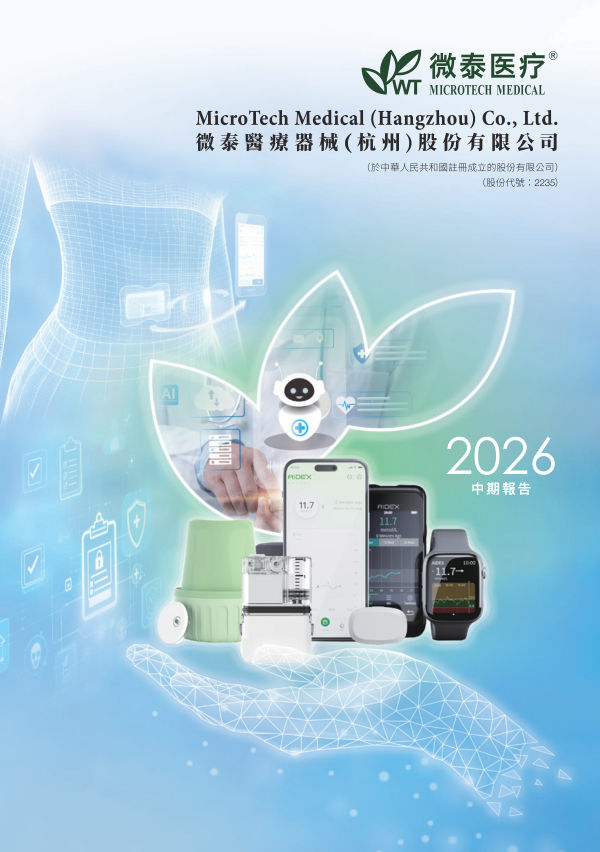 微泰医疗®
WT MICROTECH MEDICAL
MicroTech Medical (Hangzhou) Co., Ltd.
微泰醫療器械(杭州)股份有限公司
(於中華人民共和國註冊成立的股份有限公司)
(股份代號：2235)
AI
2026
中期報告
AiDEX
11.7
AiDEX
11.7
mmol/L
AiDEX 10:00
11.7